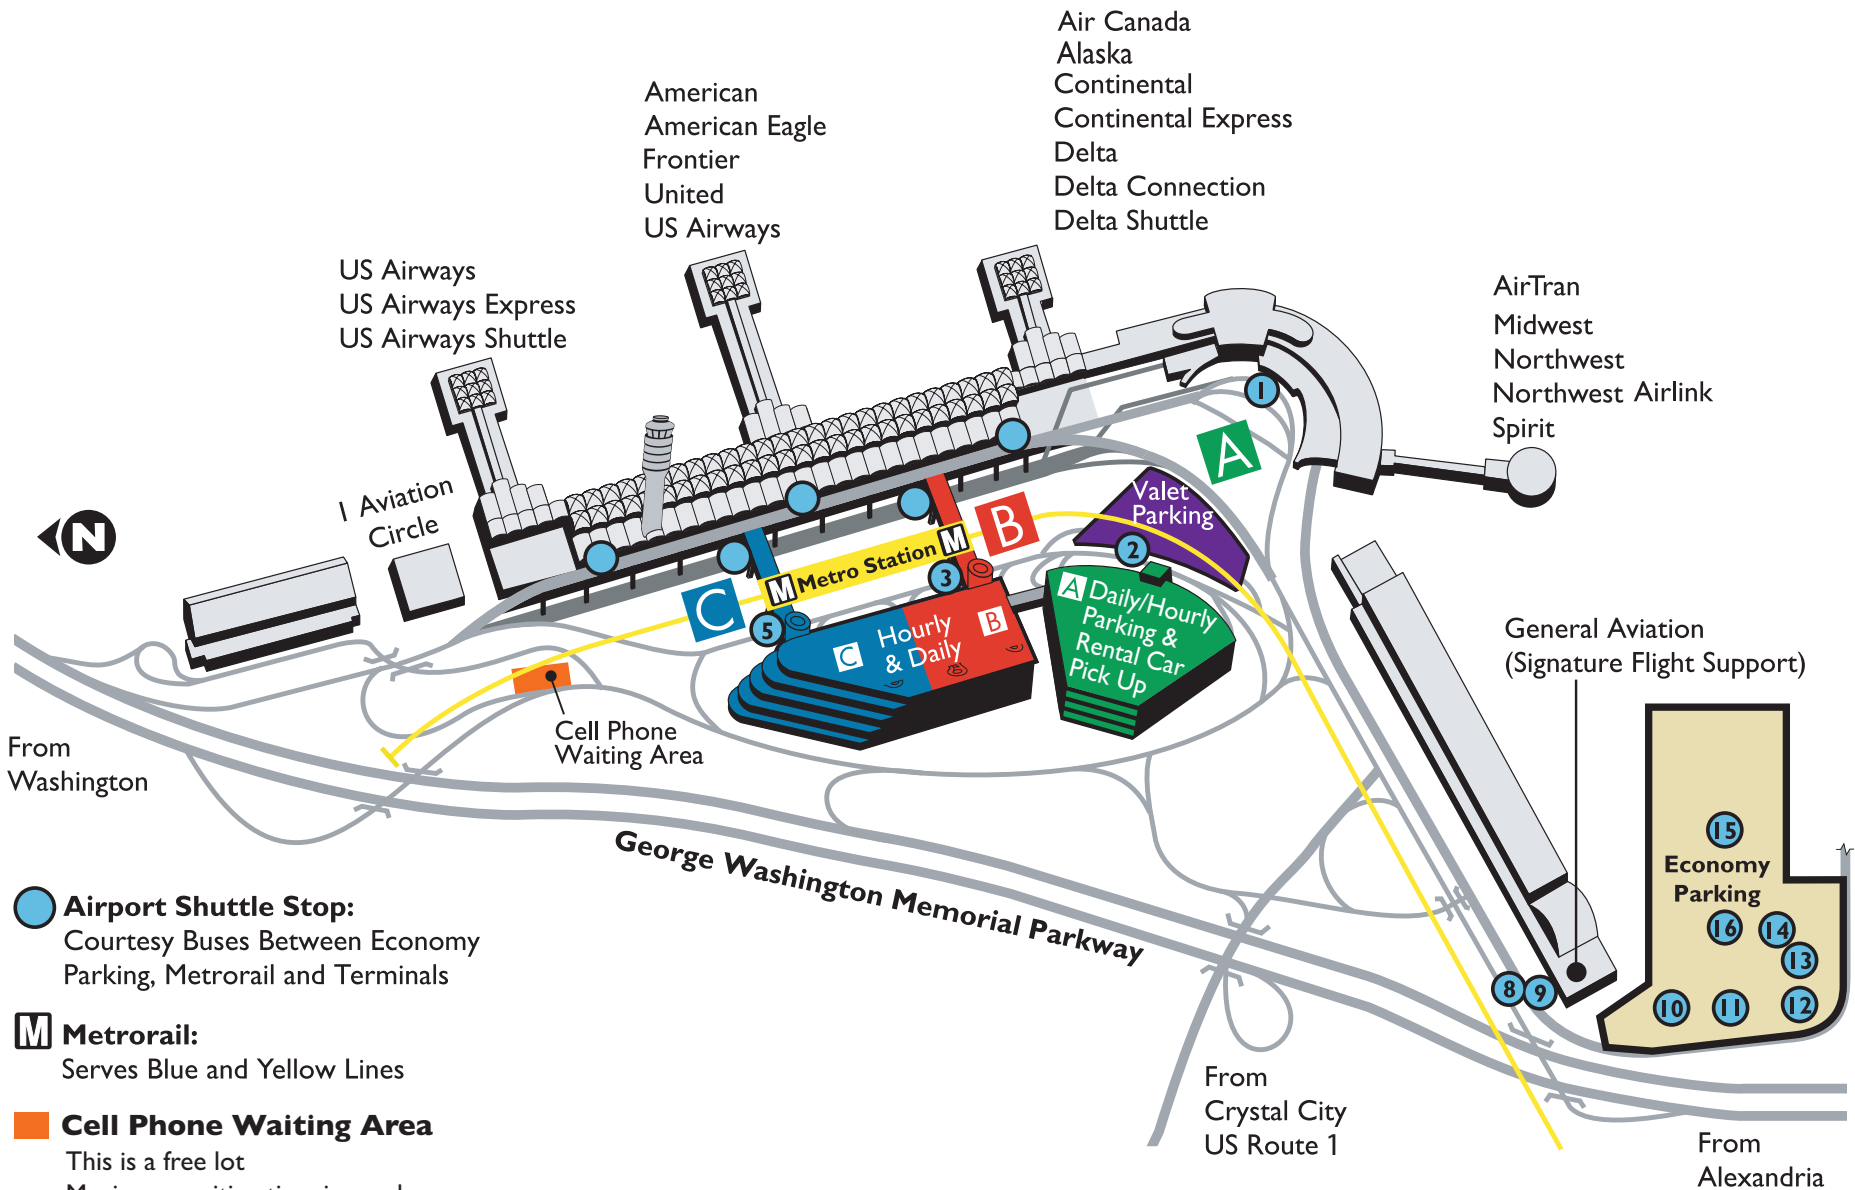 Air Canada
Alaska
Continental
Continental Express
Delta
Delta Connection
Delta Shuttle
American
American Eagle
Frontier
United
US Airways
US Airways
US Airways Express
US Airways Shuttle
AirTran
Midwest
Northwest
Northwest Airlink
Spirit
1 Aviation
Circle
N
1
A
Valet
Parking
2
B
M
Metro Station
M
3
C
5
C
Hourly
& Daily
B
A
Daily/Hourly
Parking &
Rental Car
Pick Up
Cell Phone
Waiting Area
General Aviation
(Signature Flight Support)
From
Washington
George Washington Memorial Parkway
15
Economy
Parking
16
14
13
8
9
10
11
12
From
Crystal City
US Route 1
From
Alexandria
Airport Shuttle Stop:
Courtesy Buses Between Economy
Parking, Metrorail and Terminals
M
Metrorail:
Serves Blue and Yellow Lines
Cell Phone Waiting Area
This is a free lot